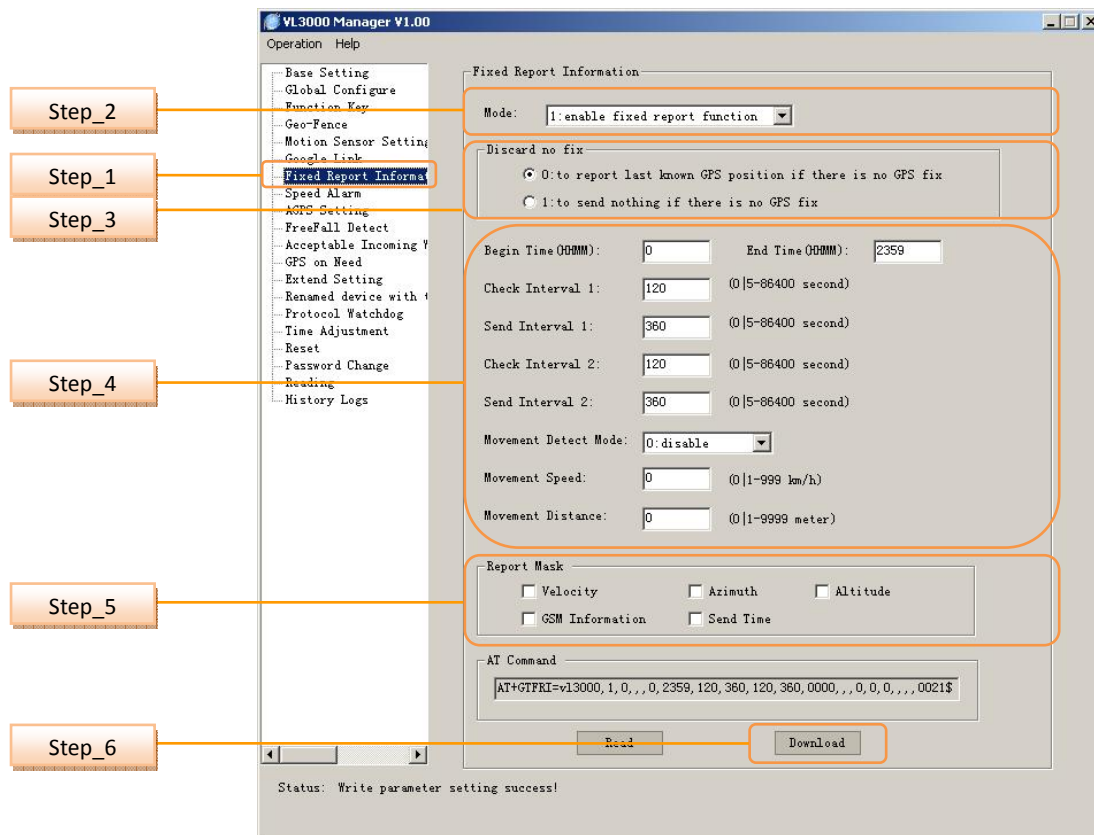 VL3000 Manager V1.00
Operation Help
Base Setting
Global Configure
Function Key
Geo-Fence
Motion Sensor Setting
Google Link
Fixed Report Informat
Speed Alarm
AGPS Setting
FreeFall Detect
Acceptable Incoming W
GPS on Need
Extend Setting
Renamed device with t
Protocol Watchdog
Time Adjustment
Reset
Password Change
Reading
History Logs
Step_2
Step_1
Step_3
Step_4
Step_5
Step_6
Fixed Report Information
Mode: 1:enable fixed report function
Discard no fix
0:to report last known GPS position if there is no GPS fix
1:to send nothing if there is no GPS fix
Begin Time(HHMM): 0 End Time(HHMM): 2359
Check Interval 1: 120 (0|5-86400 second)
Send Interval 1: 360 (0|5-86400 second)
Check Interval 2: 120 (0|5-86400 second)
Send Interval 2: 360 (0|5-86400 second)
Movement Detect Mode: 0:disable
Movement Speed: 0 (0|1-999 km/h)
Movement Distance: 0 (0|1-9999 meter)
Report Mask
Velocity Azimuth Altitude
GSM Information Send Time
AT Command
AT+GTFRI=vl3000,1,0,,,0,2359,120,360,120,360,0000,,,0,0,0,,,,0021$
Read Download
Status: Write parameter setting success!